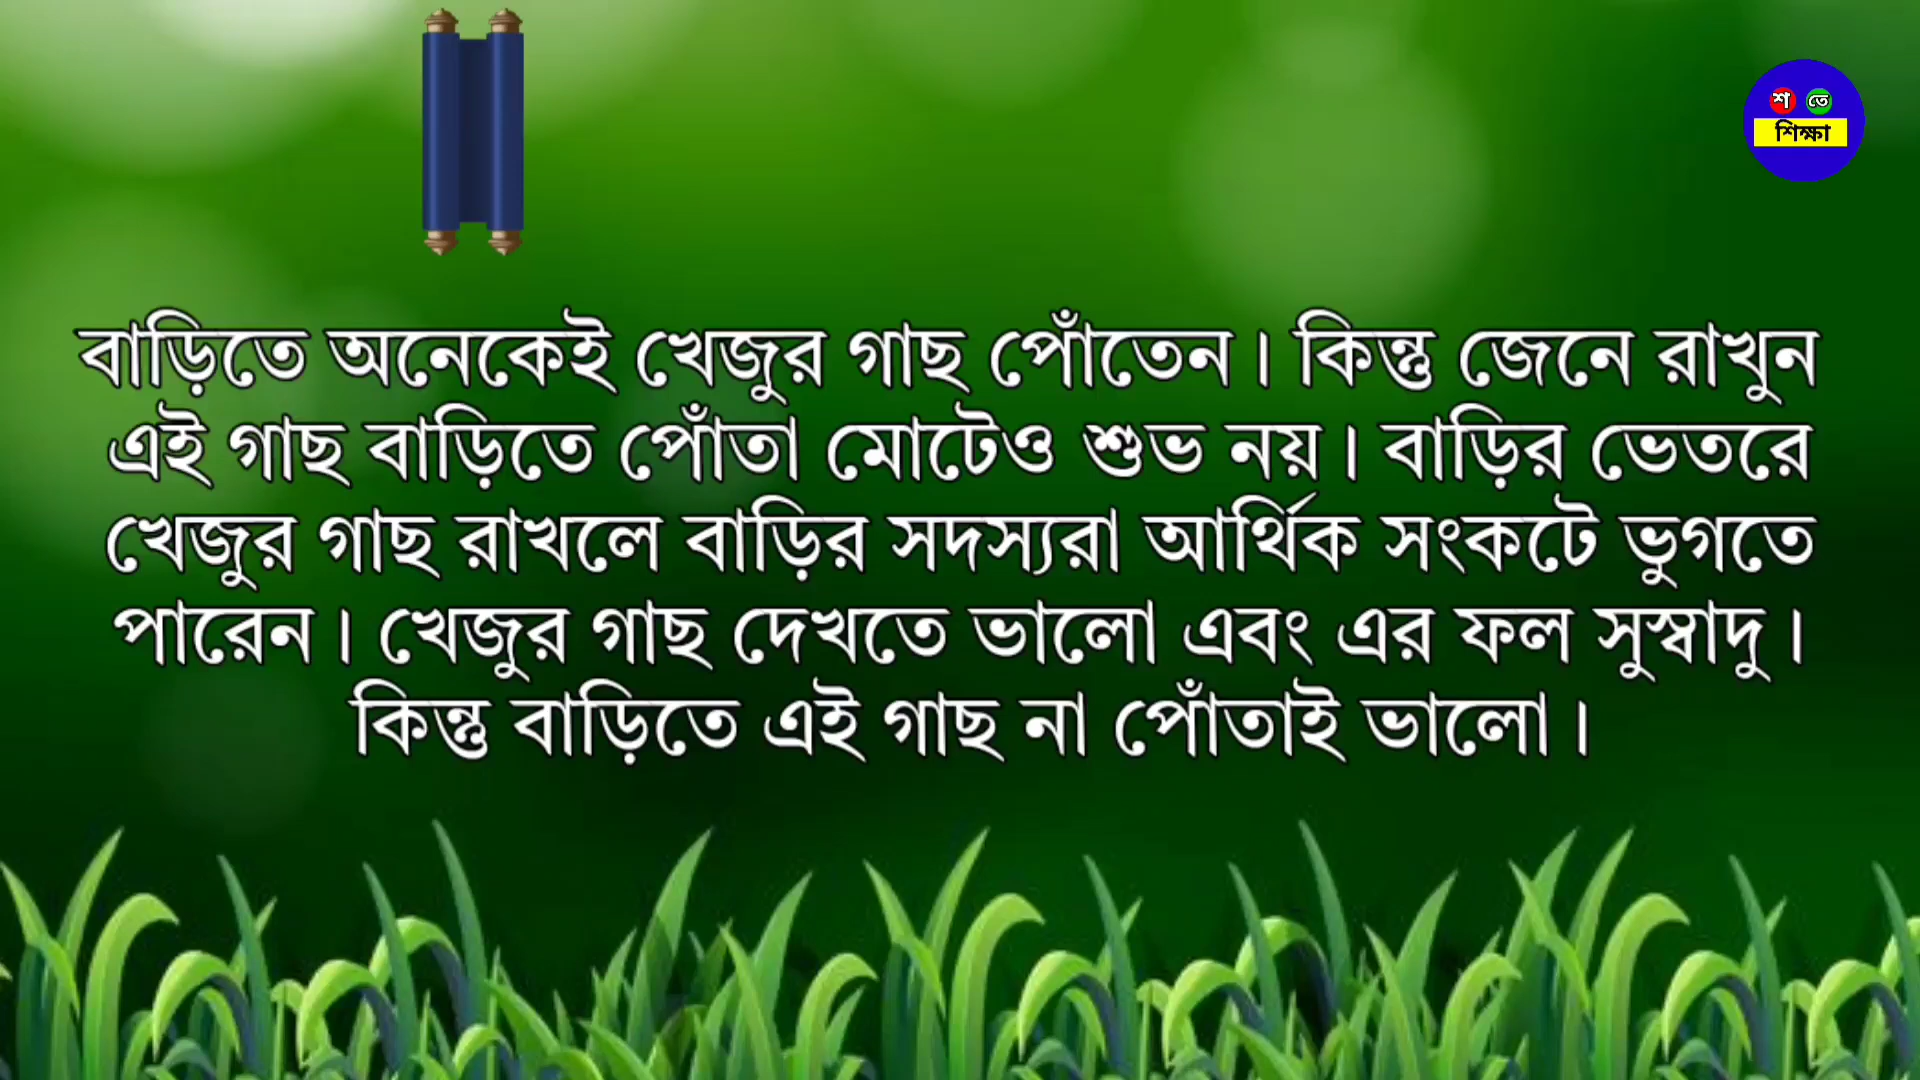 শ তে
শিক্ষা
বাড়িতে অনেকেই খেজুর গাছ পোঁতেন। কিন্তু জেনে রাখুন
এই গাছ বাড়িতে পোঁতা মোটেও শুভ নয়। বাড়ির ভেতরে
খেজুর গাছ রাখলে বাড়ির সদস্যরা আর্থিক সংকটে ভুগতে
পারেন। খেজুর গাছ দেখতে ভালো এবং এর ফল সুস্বাদু।
কিন্তু বাড়িতে এই গাছ না পোঁতাই ভালো।